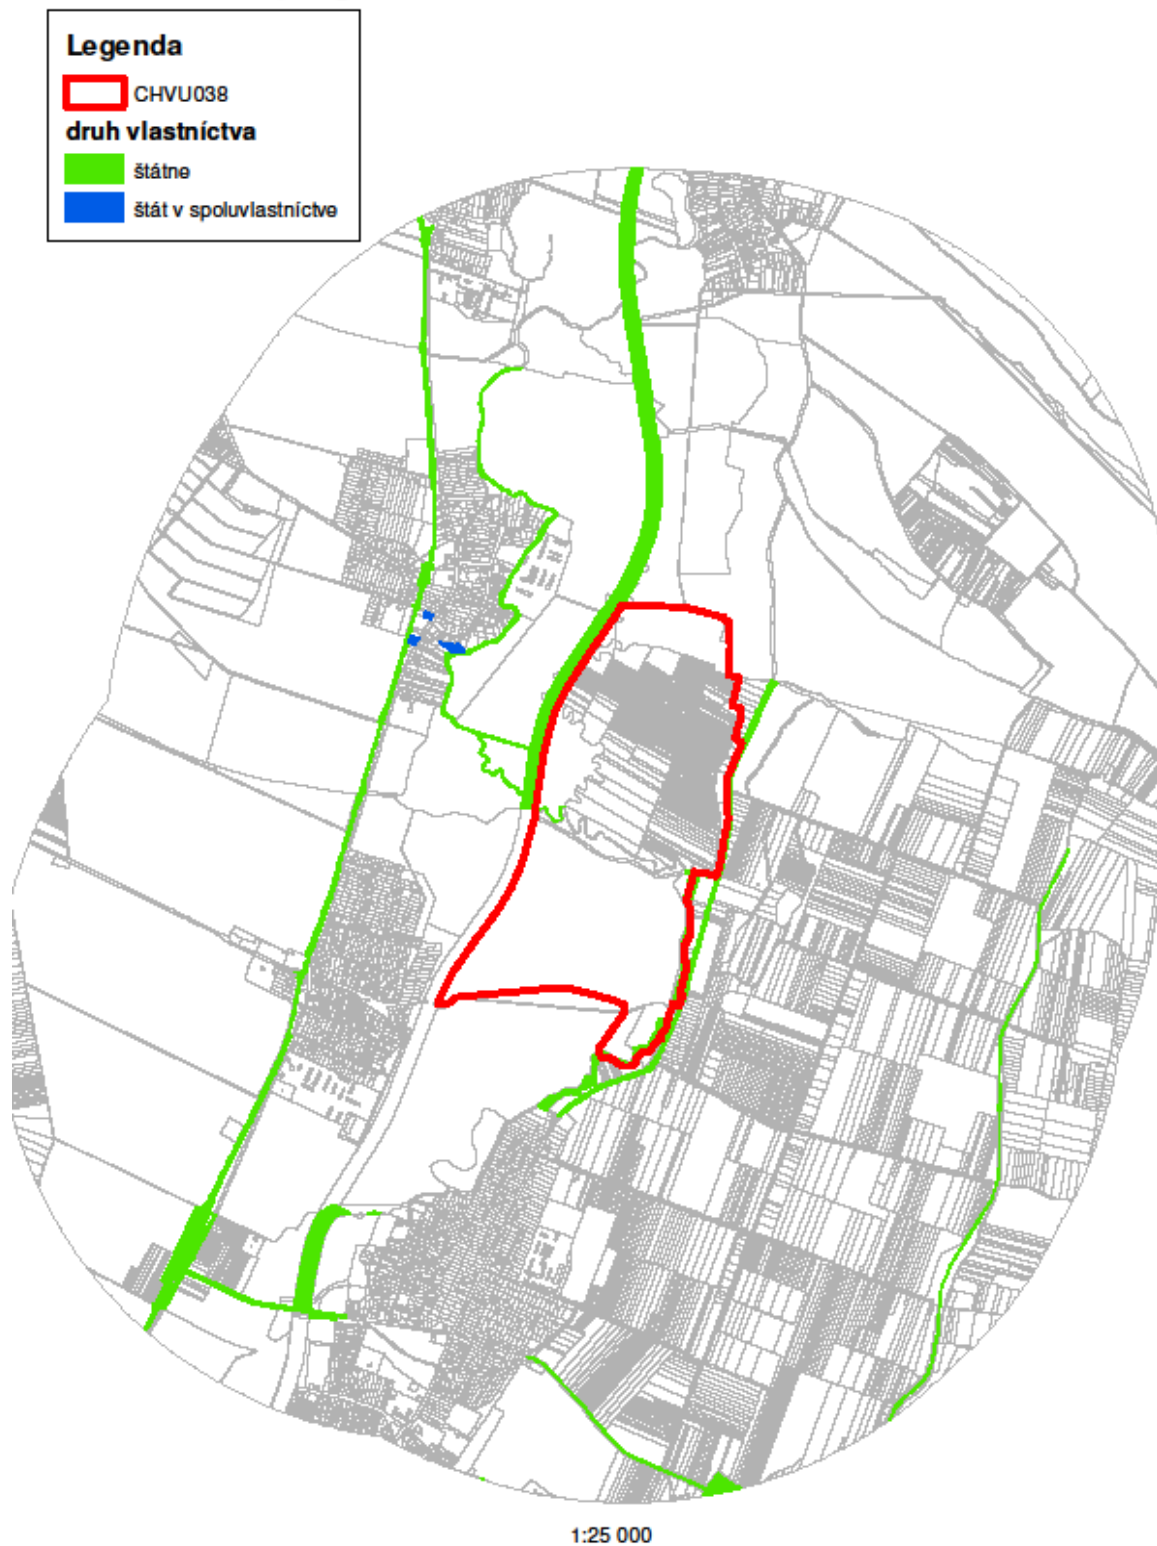 Legenda
CHVU038
druh vlastníctva
štátne
štát v spoluvlastníctve
1:25 000